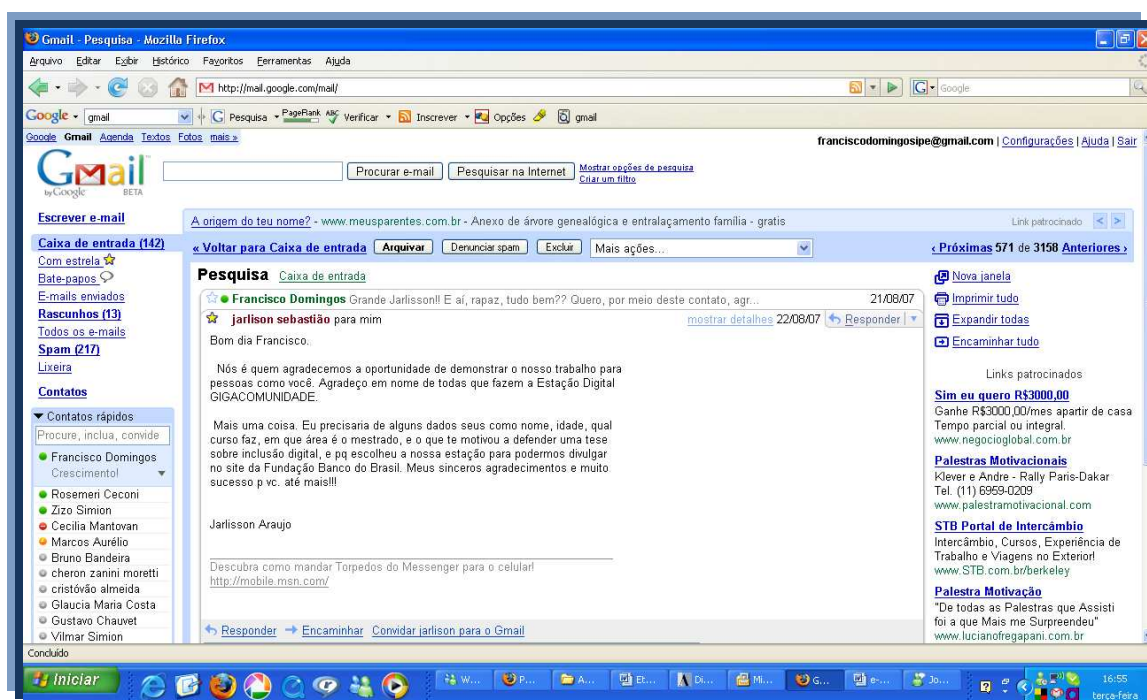 Gmail - Pesquisa - Mozilla Firefox
Arquivo Editar Exibir Histórico Favoritos Ferramentas Ajuda
http://mail.google.com/mail/
Google
Google gmail Pesquisa PageRank Verificar Inscrever Opções gmail
Google Gmail Agenda Textos Fotos mais »
franciscodomingosipe@gmail.com | Configurações | Ajuda | Sair
Gmail by Google BETA
Procurar e-mail Pesquisar na Internet Mostrar opções de pesquisa
Criar um filtro
Escrever e-mail
Caixa de entrada (142)
Com estrela
Bate-papos
E-mails enviados
Rascunhos (13)
Todos os e-mails
Spam (217)
Lixeira
Contatos
Contatos rápidos
Procure, inclua, convide
Francisco Domingos
Crescimento!
Rosemeri Ceconi
Zizo Simion
Cecilia Mantovan
Marcos Aurélio
Bruno Bandeira
cheron zanini moretti
cristóvão almeida
Glaucia Maria Costa
Gustavo Chauvet
Vilmar Simion
A origem do teu nome? - www.meusparentes.com.br - Anexo de árvore genealógica e entralaçamento família - gratis
Link patrocinado < >
« Voltar para Caixa de entrada Arquivar Denunciar spam Excluir Mais ações...
‹ Próximas 571 de 3158 Anteriores ›
Pesquisa Caixa de entrada
Francisco Domingos Grande Jarlisson!! E aí, rapaz, tudo bem?? Quero, por meio deste contato, agr... 21/08/07
jarlison sebastião para mim mostrar detalhes 22/08/07 Responder
Bom dia Francisco.
Nós é quem agradecemos a oportunidade de demonstrar o nosso trabalho para
pessoas como você. Agradeço em nome de todas que fazem a Estação Digital
GIGACOMUNIDADE.
Mais uma coisa. Eu precisaria de alguns dados seus como nome, idade, qual
curso faz, em que área é o mestrado, e o que te motivou a defender uma tese
sobre inclusão digital, e pq escolheu a nossa estação para podermos divulgar
no site da Fundação Banco do Brasil. Meus sinceros agradecimentos e muito
sucesso p vc. até mais!!!
Jarlisson Araujo
Descubra como mandar Torpedos do Messenger para o celular!
http://mobile.msn.com/
Responder Encaminhar Convidar jarlison para o Gmail
Nova janela
Imprimir tudo
Expandir todas
Encaminhar tudo
Links patrocinados
Sim eu quero R$3000,00
Ganhe R$3000,00/mes apartir de casa
Tempo parcial ou integral.
www.negocioglobal.com.br
Palestras Motivacionais
Klever e Andre - Rally Paris-Dakar
Tel. (11) 6959-0209
www.palestramotivacional.com
STB Portal de Intercâmbio
Intercâmbio, Cursos, Experiência de
Trabalho e Viagens no Exterior!
www.STB.com.br/berkeley
Palestra Motivação
"De todas as Palestras que Assisti
foi a que Mais me Surpreendeu"
www.lucianofregapani.com.br
Concluído
Iniciar W... P... A... Et... Di... Mi... G... e-... Jo... 16:55
terça-feira